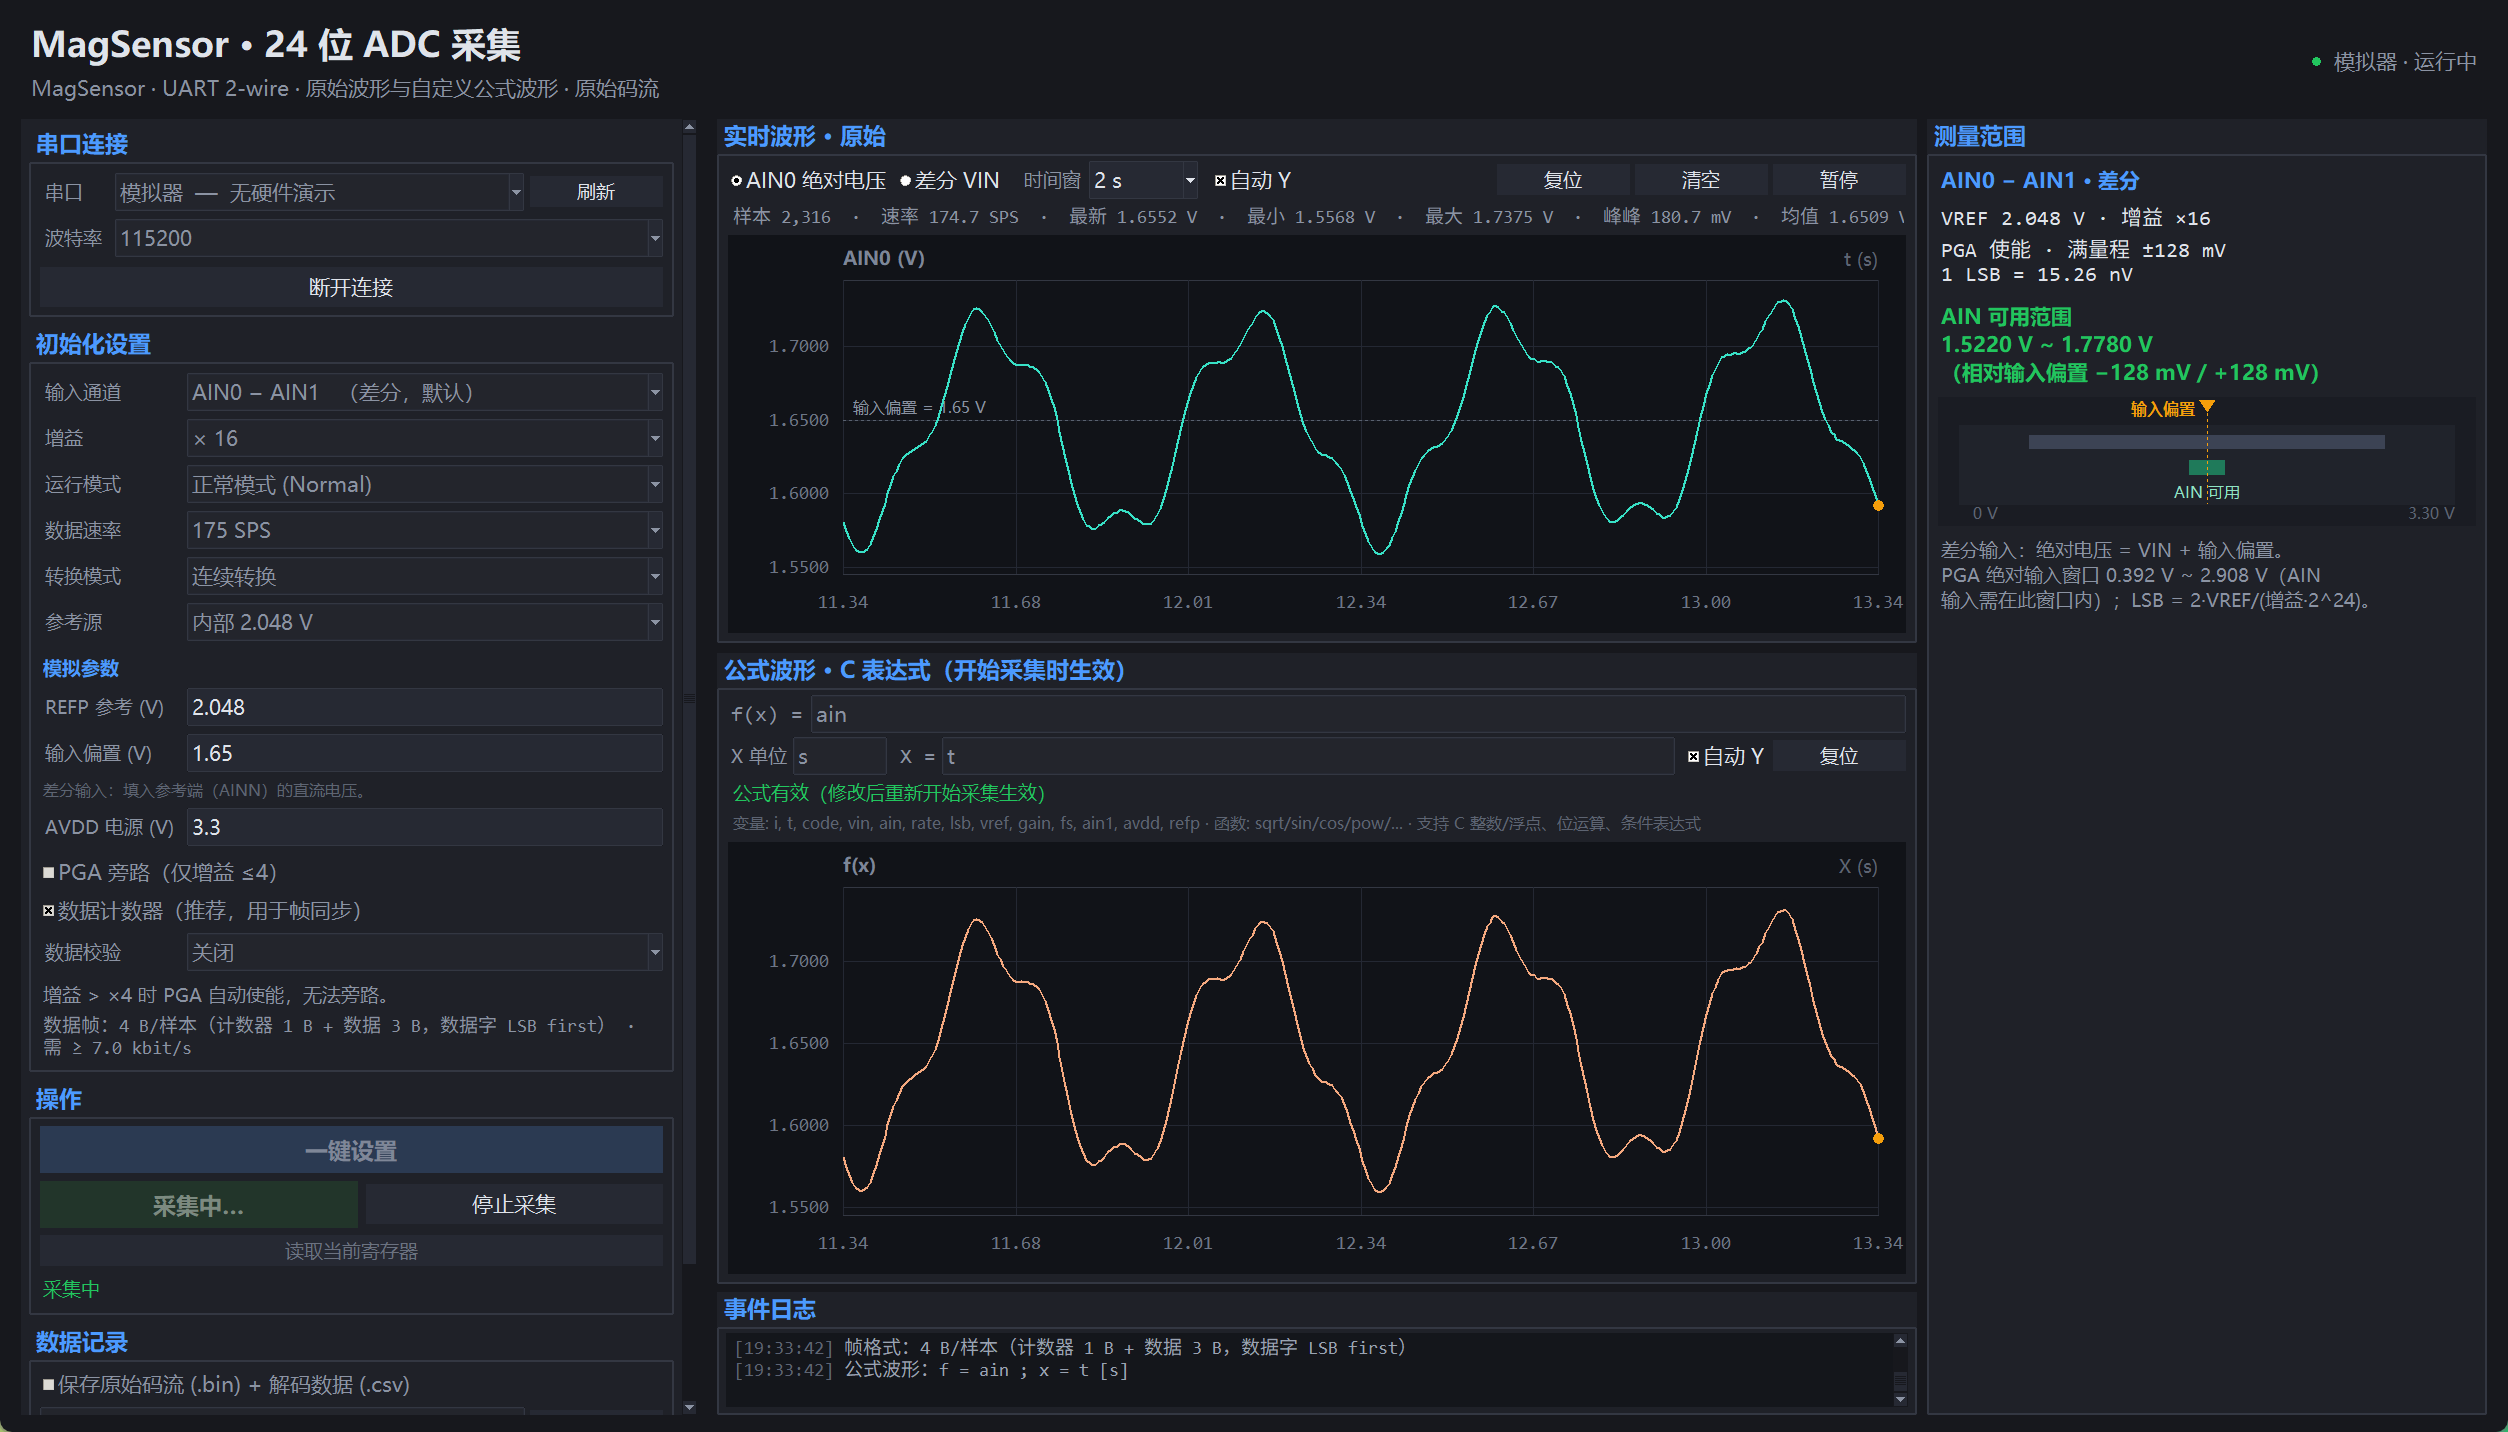 MagSensor • 24 位 ADC 采集
MagSensor · UART 2-wire · 原始波形与自定义公式波形 · 原始码流
模拟器 · 运行中
串口连接
串口 模拟器 — 无硬件演示 刷新
波特率 115200
断开连接
初始化设置
输入通道 AIN0 − AIN1 （差分，默认）
增益 × 16
运行模式 正常模式 (Normal)
数据速率 175 SPS
转换模式 连续转换
参考源 内部 2.048 V
模拟参数
REFP 参考 (V) 2.048
输入偏置 (V) 1.65
差分输入：填入参考端（AINN）的直流电压。
AVDD 电源 (V) 3.3
PGA 旁路（仅增益 ≤4）
数据计数器（推荐，用于帧同步）
数据校验 关闭
增益 > ×4 时 PGA 自动使能，无法旁路。
数据帧：4 B/样本（计数器 1 B + 数据 3 B，数据字 LSB first） ·
需 ≥ 7.0 kbit/s
操作
一键设置
采集中… 停止采集
读取当前寄存器
采集中
数据记录
保存原始码流 (.bin) + 解码数据 (.csv)
实时波形 • 原始
AIN0 绝对电压 差分 VIN 时间窗 2 s 自动 Y 复位 清空 暂停
样本 2,316 · 速率 174.7 SPS · 最新 1.6552 V · 最小 1.5568 V · 最大 1.7375 V · 峰峰 180.7 mV · 均值 1.6509 V
AIN0 (V) t (s)
1.7000
输入偏置 = 1.65 V
1.6500
1.6000
1.5500
11.34 11.68 12.01 12.34 12.67 13.00 13.34
公式波形 • C 表达式（开始采集时生效）
f(x) = ain
X 单位 s X = t 自动 Y 复位
公式有效（修改后重新开始采集生效）
变量: i, t, code, vin, ain, rate, lsb, vref, gain, fs, ain1, avdd, refp · 函数: sqrt/sin/cos/pow/… · 支持 C 整数/浮点、位运算、条件表达式
f(x) X (s)
1.7000
1.6500
1.6000
1.5500
11.34 11.68 12.01 12.34 12.67 13.00 13.34
事件日志
[19:33:42] 帧格式：4 B/样本（计数器 1 B + 数据 3 B，数据字 LSB first）
[19:33:42] 公式波形：f = ain ; x = t [s]
测量范围
AIN0 − AIN1 • 差分
VREF 2.048 V · 增益 ×16
PGA 使能 · 满量程 ±128 mV
1 LSB = 15.26 nV
AIN 可用范围
1.5220 V ~ 1.7780 V
（相对输入偏置 −128 mV / +128 mV）
输入偏置
AIN 可用
0 V 3.30 V
差分输入：绝对电压 = VIN + 输入偏置。
PGA 绝对输入窗口 0.392 V ~ 2.908 V（AIN
输入需在此窗口内）；LSB = 2·VREF/(增益·2^24)。